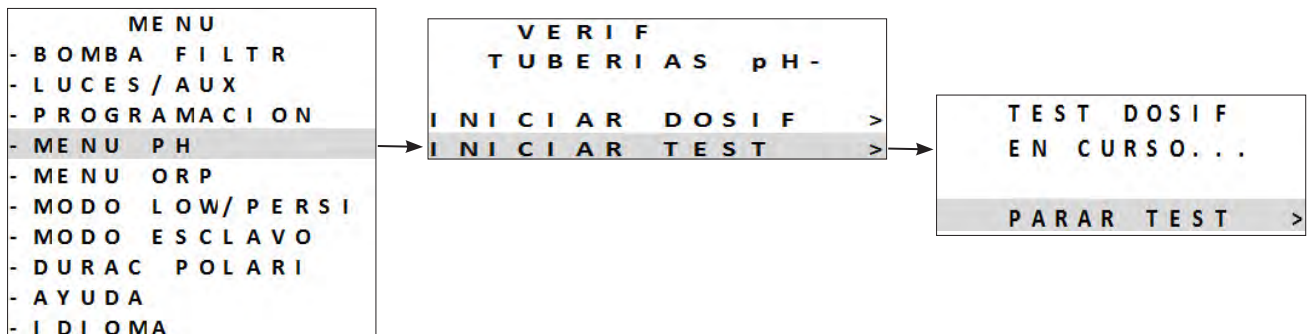 MENU
- BOMBA FILTR
- LUCES/AUX
- PROGRAMACION
- MENU PH
- MENU ORP
- MODO LOW/PERSI
- MODO ESCLAVO
- DURAC POLARI
- AYUDA
- IDIOMA
VERIF
TUBERIAS pH-
INICIAR DOSIF >
INICIAR TEST >
TEST DOSIF
EN CURSO...
PARAR TEST >